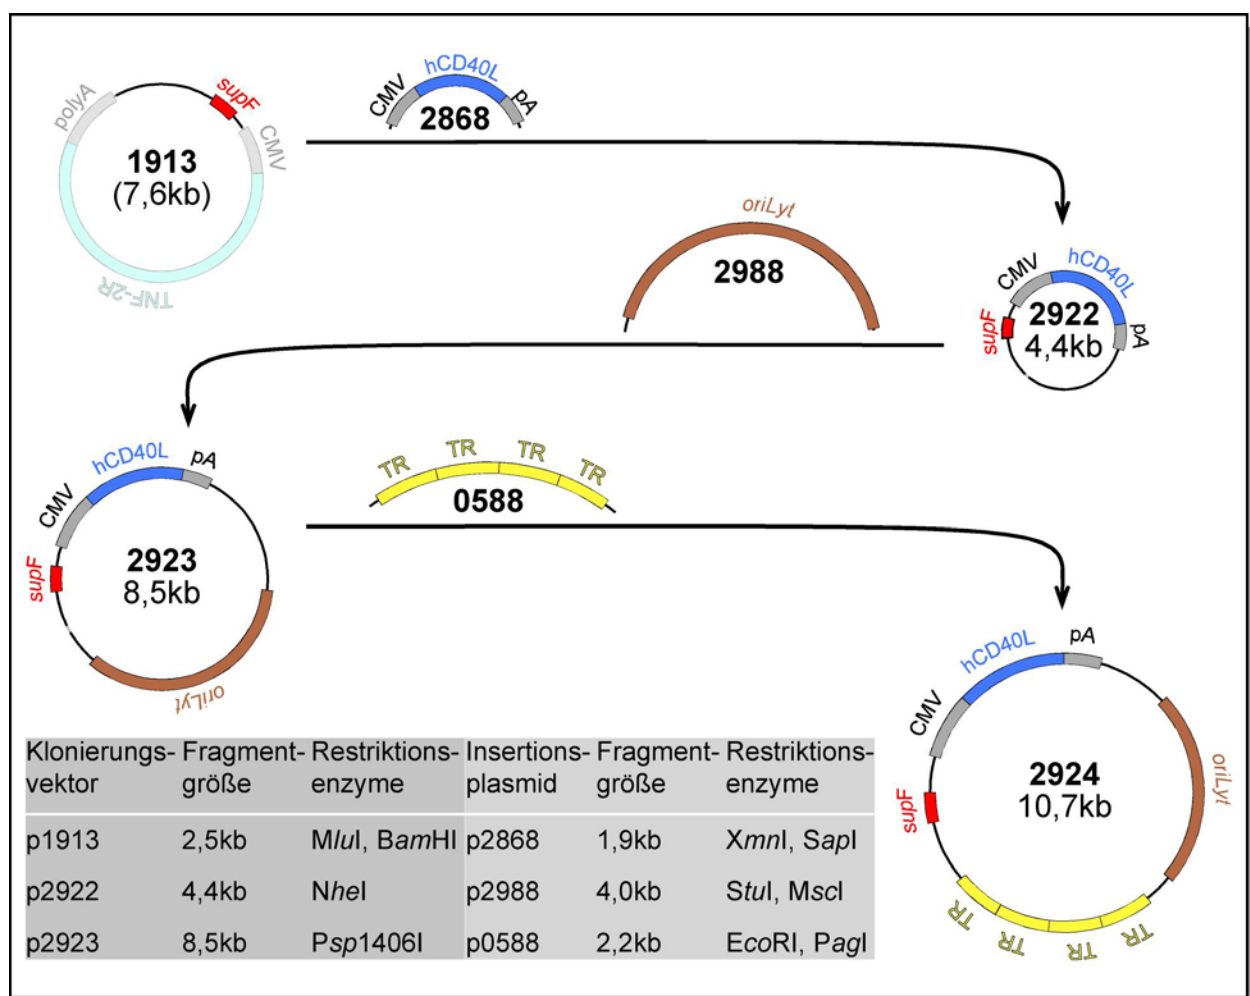 polyA
supF
CMV
1913
(7,6kb)
TNF-2R
CMV
hCD40L
pA
2868
oriLyt
2988
CMV
hCD40L
supF
2922
4,4kb
pA
hCD40L
pA
CMV
supF
2923
8,5kb
oriLyt
TR TR TR TR
0588
hCD40L
pA
CMV
supF
2924
10,7kb
oriLyt
TR TR TR TR
Klonierungs- Fragment- Restriktions- Insertions- Fragment- Restriktions-
vektor größe enzyme plasmid größe enzyme
p1913 2,5kb MluI, BamHI p2868 1,9kb XmnI, SapI
p2922 4,4kb NheI p2988 4,0kb StuI, MscI
p2923 8,5kb Psp1406I p0588 2,2kb EcoRI, PagI